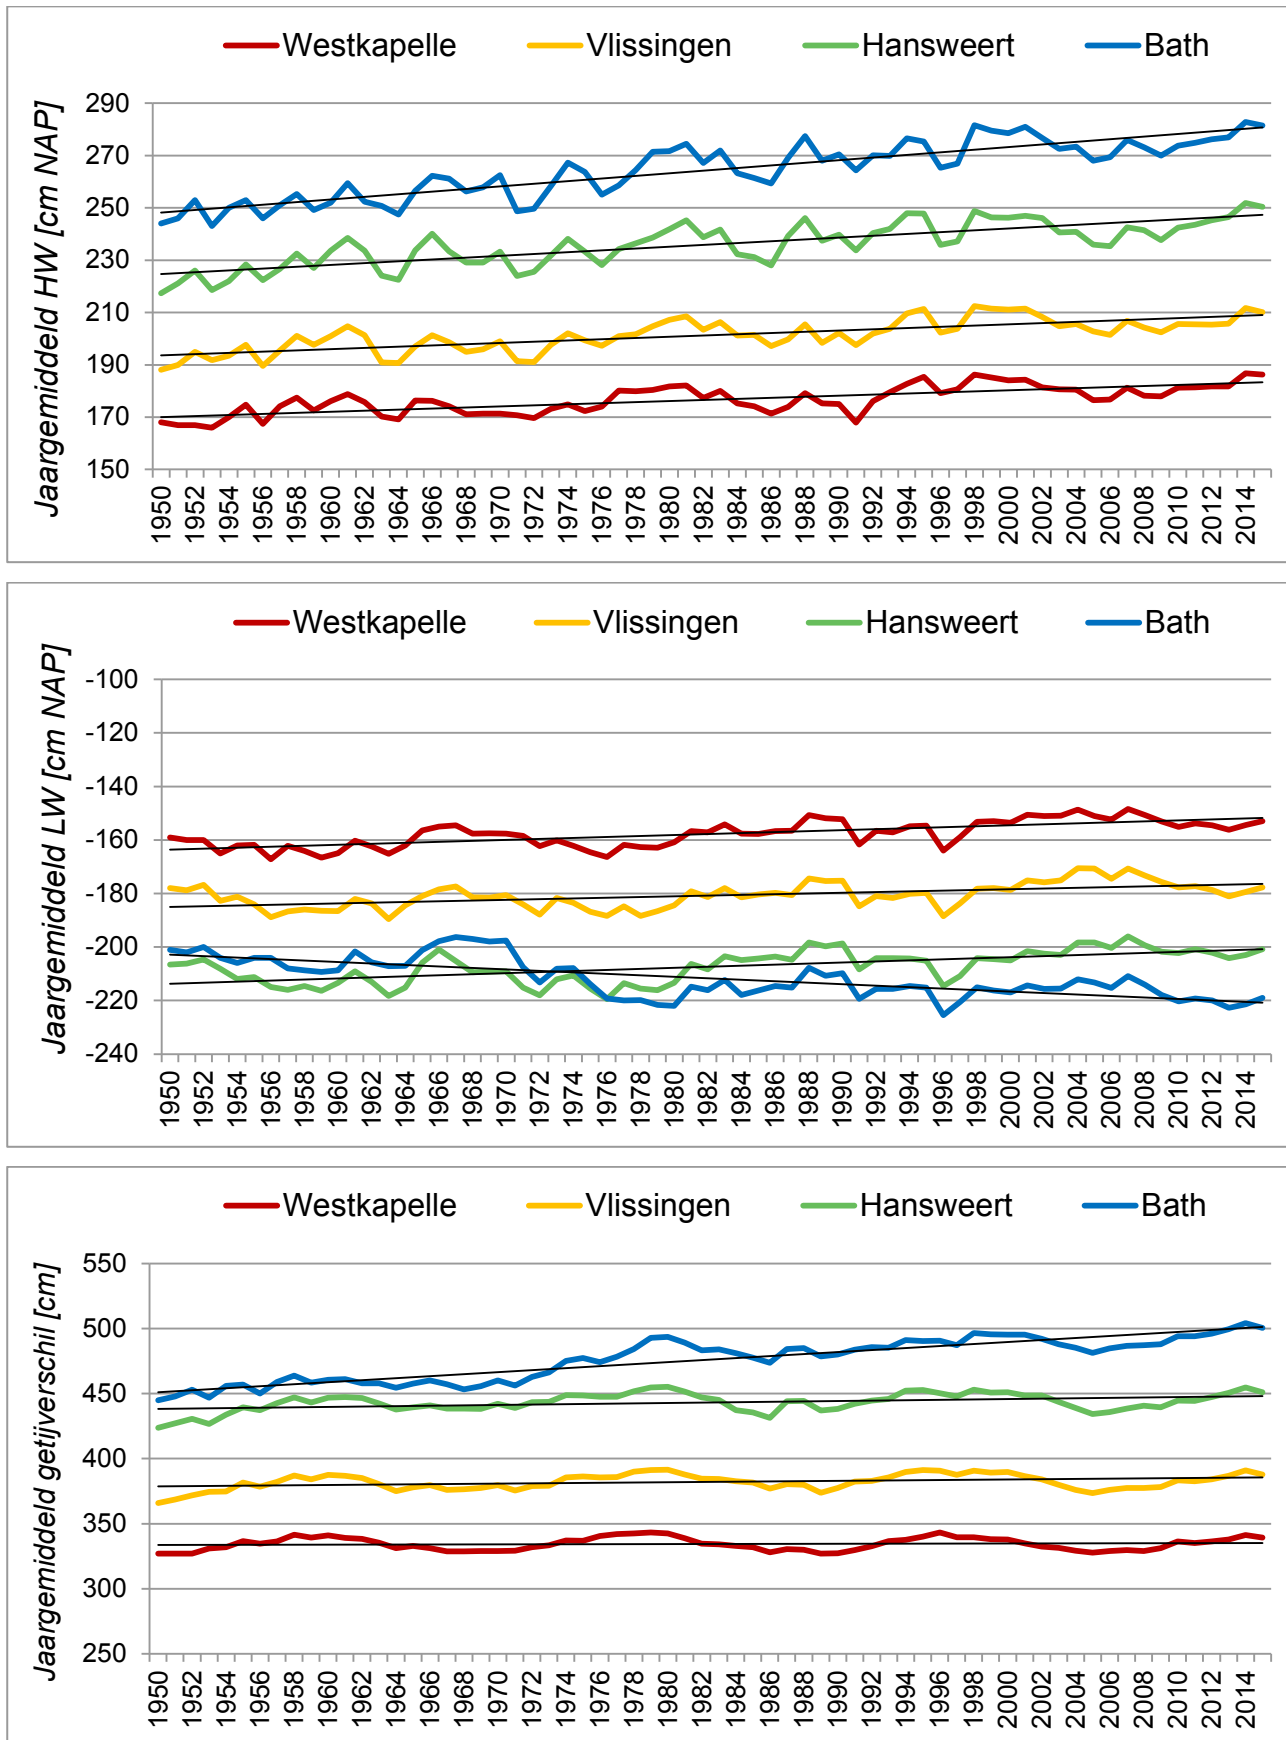 Westkapelle Vlissingen Hansweert Bath
Jaargemiddeld HW [cm NAP]
290
270
250
230
210
190
170
150
1950 1952 1954 1956 1958 1960 1962 1964 1966 1968 1970 1972 1974 1976 1978 1980 1982 1984 1986 1988 1990 1992 1994 1996 1998 2000 2002 2004 2006 2008 2010 2012 2014
Westkapelle Vlissingen Hansweert Bath
Jaargemiddeld LW [cm NAP]
-100
-120
-140
-160
-180
-200
-220
-240
1950 1952 1954 1956 1958 1960 1962 1964 1966 1968 1970 1972 1974 1976 1978 1980 1982 1984 1986 1988 1990 1992 1994 1996 1998 2000 2002 2004 2006 2008 2010 2012 2014
Westkapelle Vlissingen Hansweert Bath
Jaargemiddeld getijverschil [cm]
550
500
450
400
350
300
250
1950 1952 1954 1956 1958 1960 1962 1964 1966 1968 1970 1972 1974 1976 1978 1980 1982 1984 1986 1988 1990 1992 1994 1996 1998 2000 2002 2004 2006 2008 2010 2012 2014